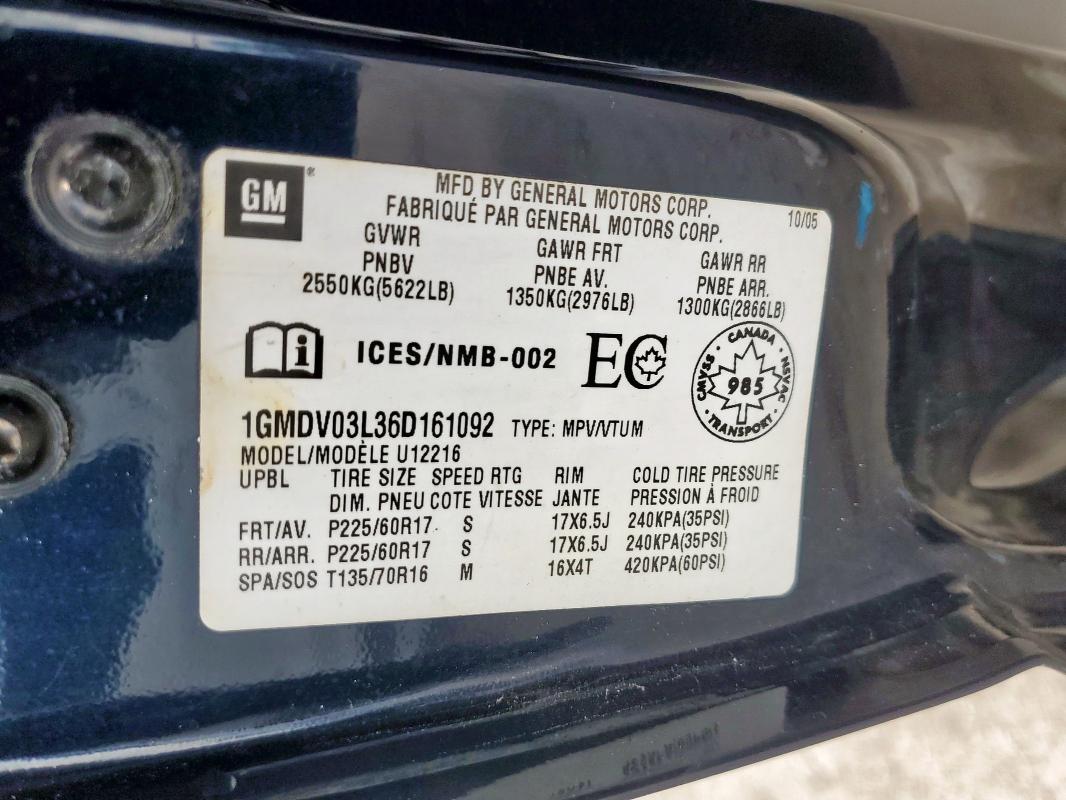 GM®
MFD BY GENERAL MOTORS CORP.
FABRIQUÉ PAR GENERAL MOTORS CORP.
10/05
GVWR GAWR FRT GAWR RR
PNBV PNBE AV. PNBE ARR.
2550KG(5622LB) 1350KG(2976LB) 1300KG(2866LB)
i ICES/NMB-002 EC
CANADA CMVSS NSVAC 985 TRANSPORT
1GMDV03L36D161092 TYPE: MPV/VTUM
MODEL/MODÈLE U12216
UPBL TIRE SIZE SPEED RTG RIM COLD TIRE PRESSURE
DIM. PNEU COTE VITESSE JANTE PRESSION À FROID
FRT/AV. P225/60R17 S 17X6.5J 240KPA(35PSI)
RR/ARR. P225/60R17 S 17X6.5J 240KPA(35PSI)
SPA/SOS T135/70R16 M 16X4T 420KPA(60PSI)